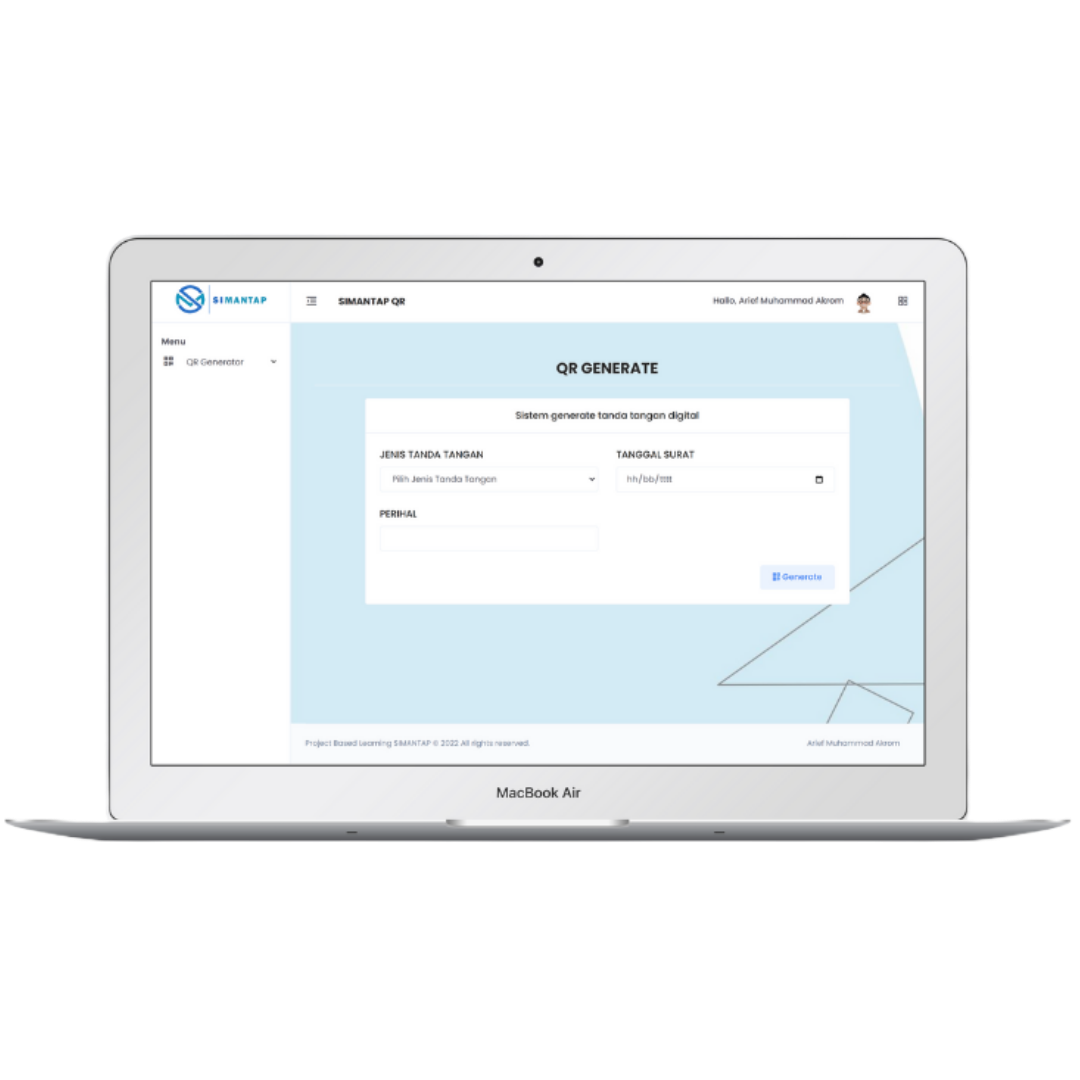 SIMANTAP
SIMANTAP QR
Hallo, Arief Muhammad Akrom
Menu
QR Generator
QR GENERATE
Sistem generate tanda tangan digital
JENIS TANDA TANGAN
TANGGAL SURAT
Pilih Jenis Tanda Tangan
hh/bb/tttt
PERIHAL
Generate
Project Based Learning SIMANTAP © 2022 All rights reserved.
Arief Muhammad Akrom
MacBook Air